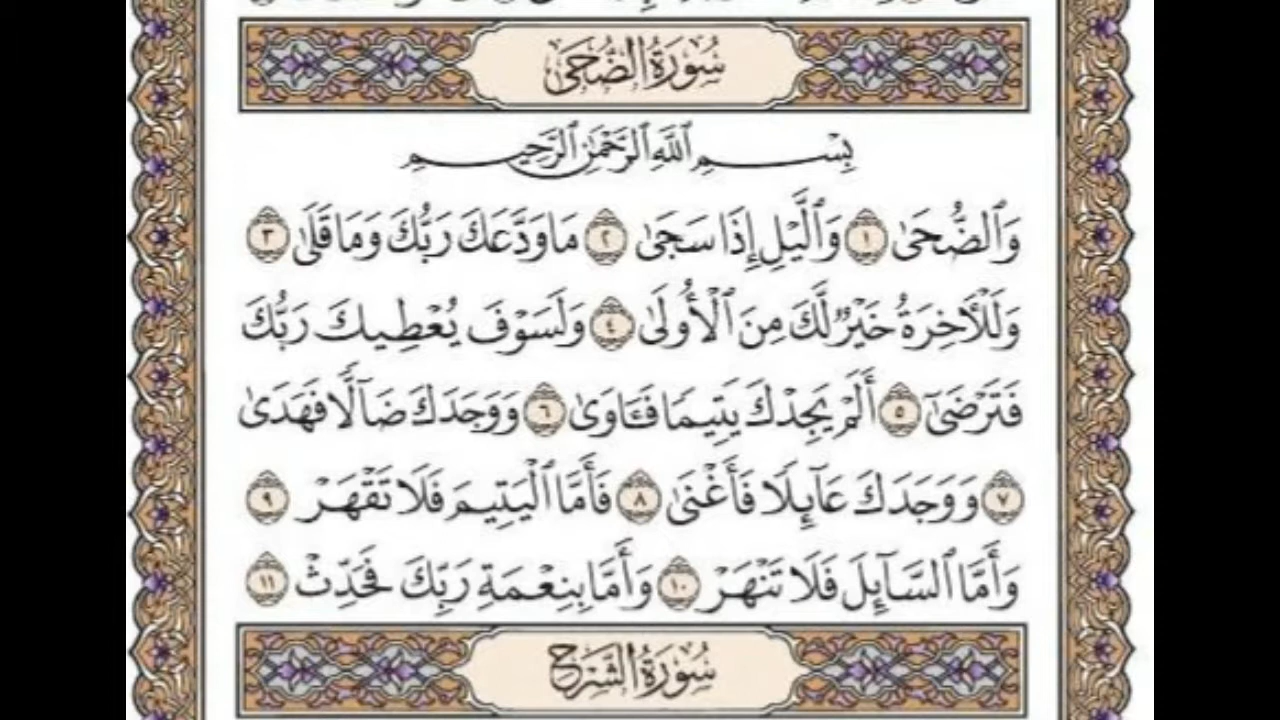 سُورَةُ الضُّحَىٰ
بِسْمِ ٱللَّهِ ٱلرَّحْمَٰنِ ٱلرَّحِيمِ
وَٱلضُّحَىٰ ١ وَٱلَّيْلِ إِذَا سَجَىٰ ٢ مَا وَدَّعَكَ رَبُّكَ وَمَا قَلَىٰ ٣
وَلَلْأَخِرَةُ خَيْرٌ لَّكَ مِنَ ٱلْأُولَىٰ ٤ وَلَسَوْفَ يُعْطِيكَ رَبُّكَ
فَتَرْضَىٰٓ ٥ أَلَمْ يَجِدْكَ يَتِيمًا فَـَٔاوَىٰ ٦ وَوَجَدَكَ ضَآلًّا فَهَدَىٰ
٧ وَوَجَدَكَ عَآئِلًا فَأَغْنَىٰ ٨ فَأَمَّا ٱلْيَتِيمَ فَلَا تَقْهَرْ ٩
وَأَمَّا ٱلسَّآئِلَ فَلَا تَنْهَرْ ١٠ وَأَمَّا بِنِعْمَةِ رَبِّكَ فَحَدِّثْ ١١
سُورَةُ الشَّرْحِ